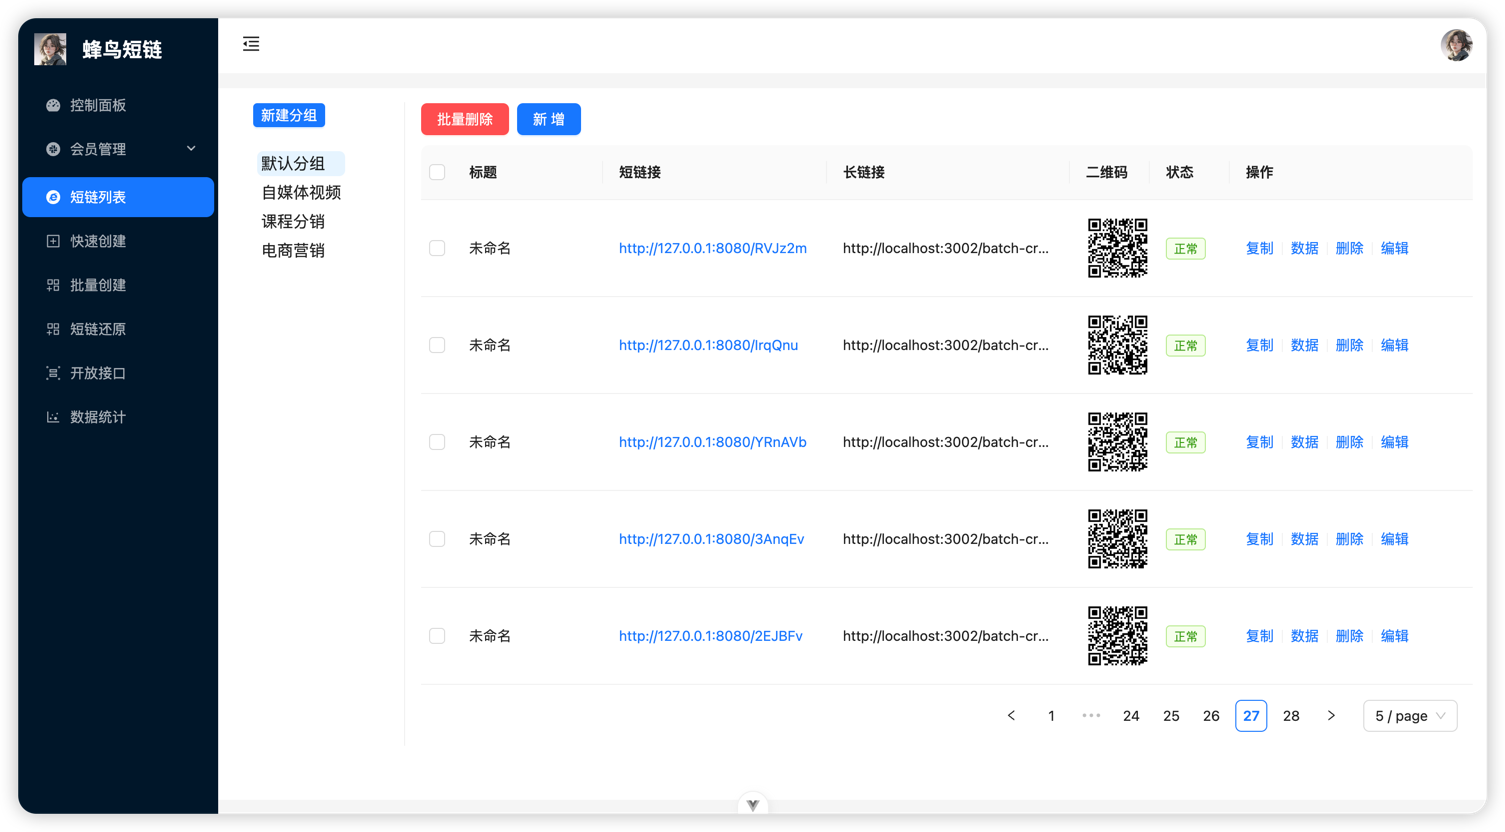 蜂鸟短链
控制面板
会员管理
短链列表
快速创建
批量创建
短链还原
开放接口
数据统计
新建分组
默认分组
自媒体视频
课程分销
电商营销
批量删除 新 增
标题 短链接 长链接 二维码 状态 操作
未命名 http://127.0.0.1:8080/RVJz2m http://localhost:3002/batch-cr... 正常 复制 数据 删除 编辑
未命名 http://127.0.0.1:8080/IrqQnu http://localhost:3002/batch-cr... 正常 复制 数据 删除 编辑
未命名 http://127.0.0.1:8080/YRnAVb http://localhost:3002/batch-cr... 正常 复制 数据 删除 编辑
未命名 http://127.0.0.1:8080/3AnqEv http://localhost:3002/batch-cr... 正常 复制 数据 删除 编辑
未命名 http://127.0.0.1:8080/2EJBFv http://localhost:3002/batch-cr... 正常 复制 数据 删除 编辑
< 1 ••• 24 25 26 27 28 > 5 / page